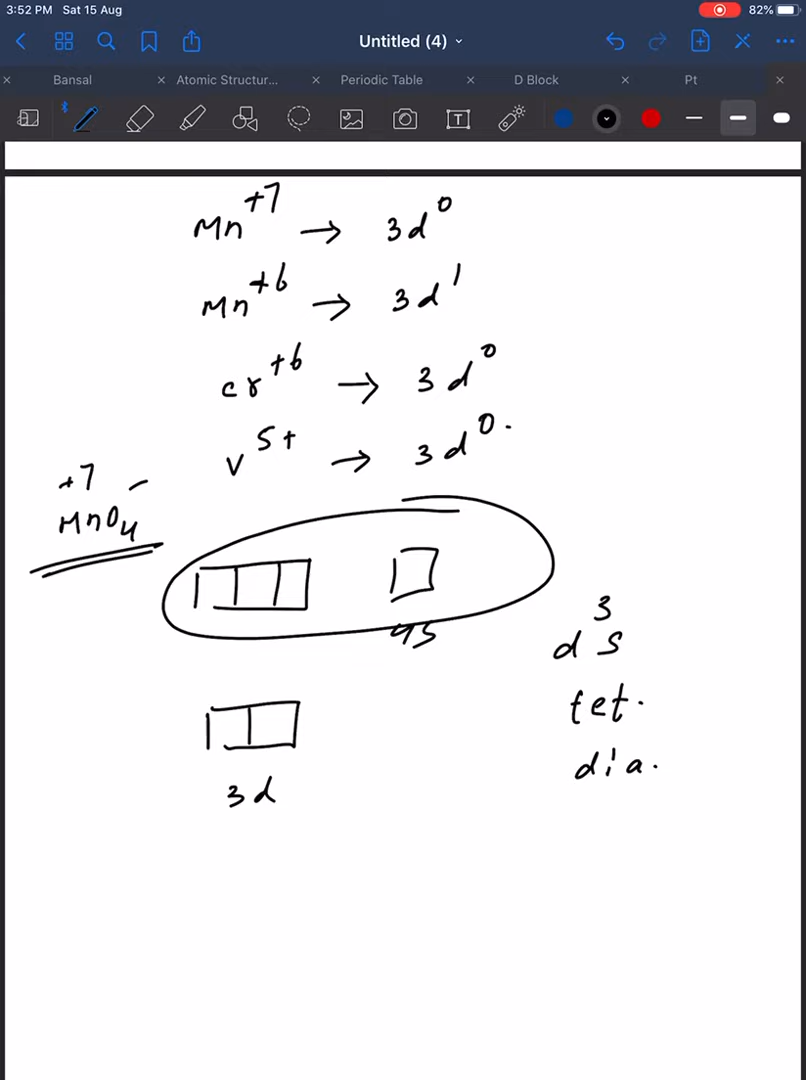 3:52 PM Sat 15 Aug 82%
Untitled (4)
Bansal Atomic Structur... Periodic Table D Block Pt
T
Mn⁺⁷ → 3d⁰
Mn⁺⁶ → 3d¹
cr⁺⁶ → 3d⁰
V⁵⁺ → 3d⁰.
+7 –
MnO₄
4s
d³s
tet.
dia.
3d